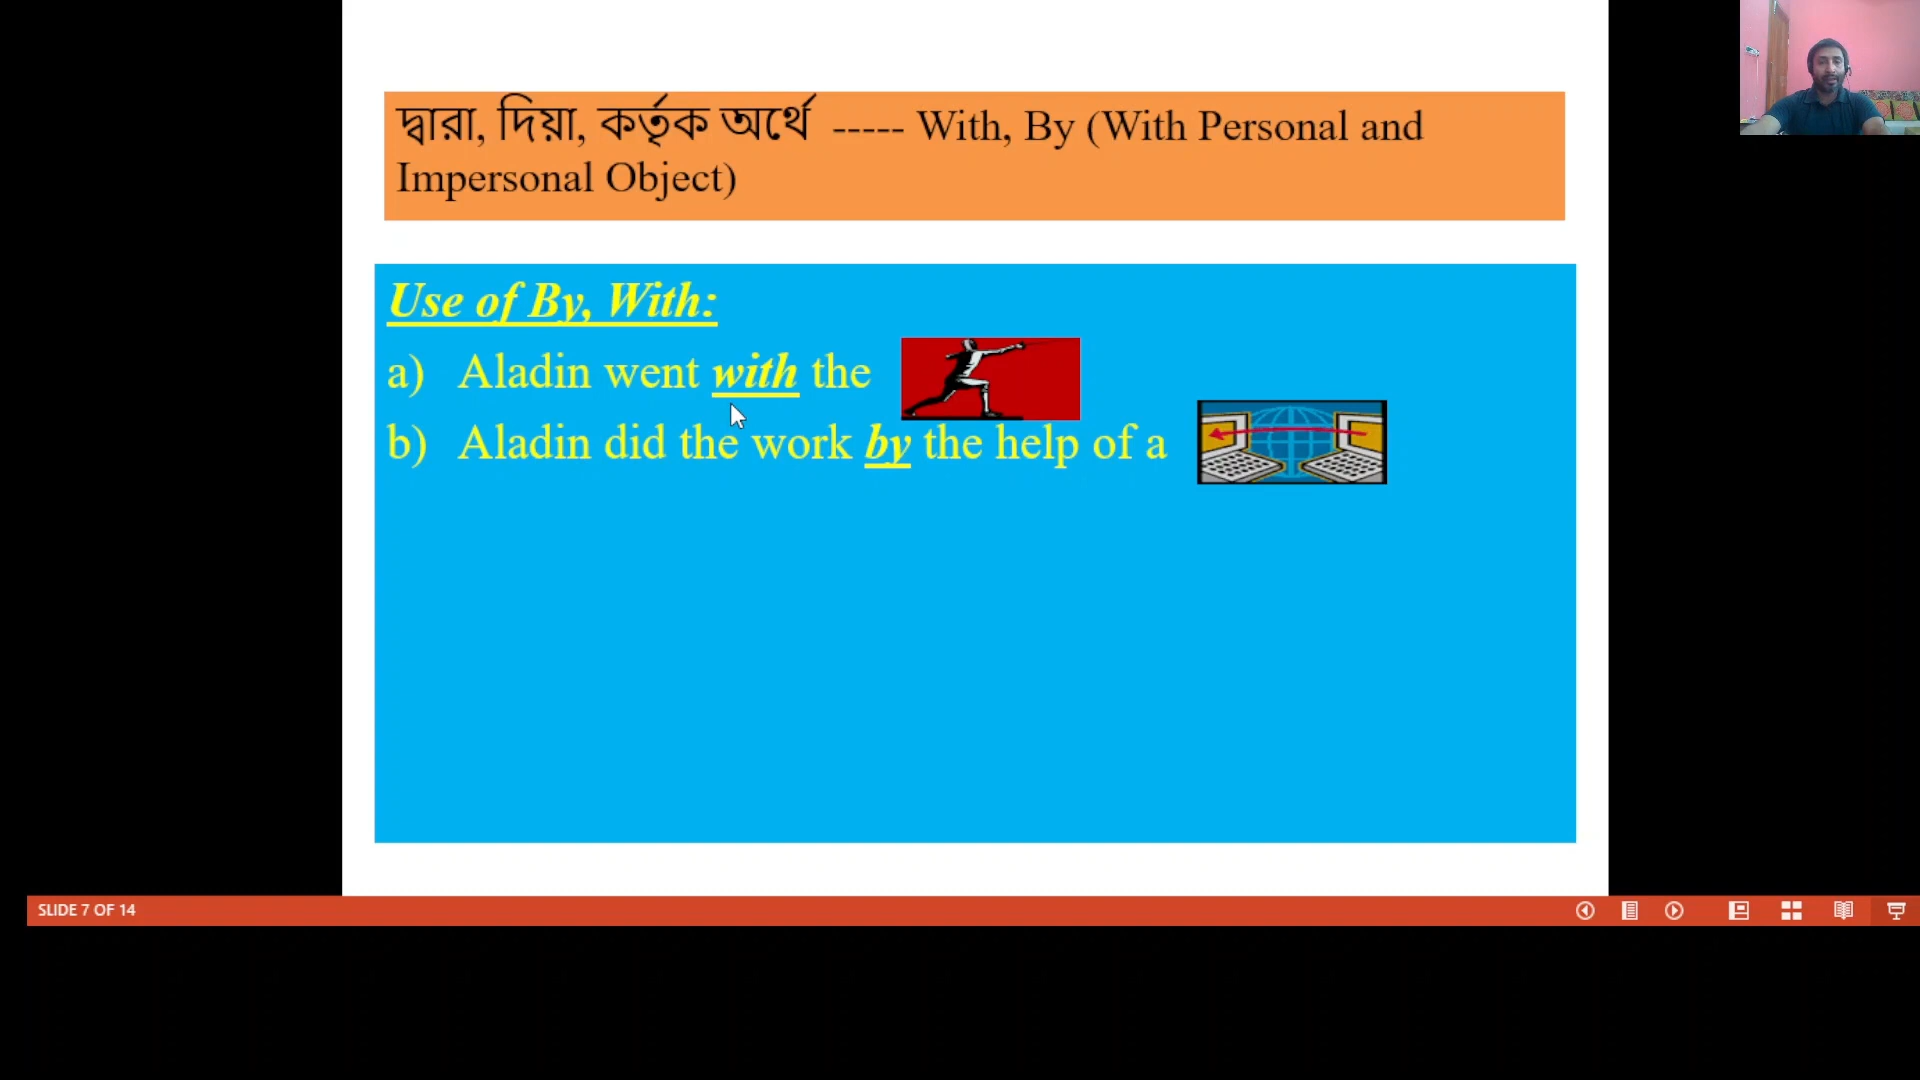 দ্বারা, দিয়া, কর্তৃক অর্থে ----- With, By (With Personal and
Impersonal Object)
Use of By, With:
a) Aladin went with the
b) Aladin did the work by the help of a
SLIDE 7 OF 14